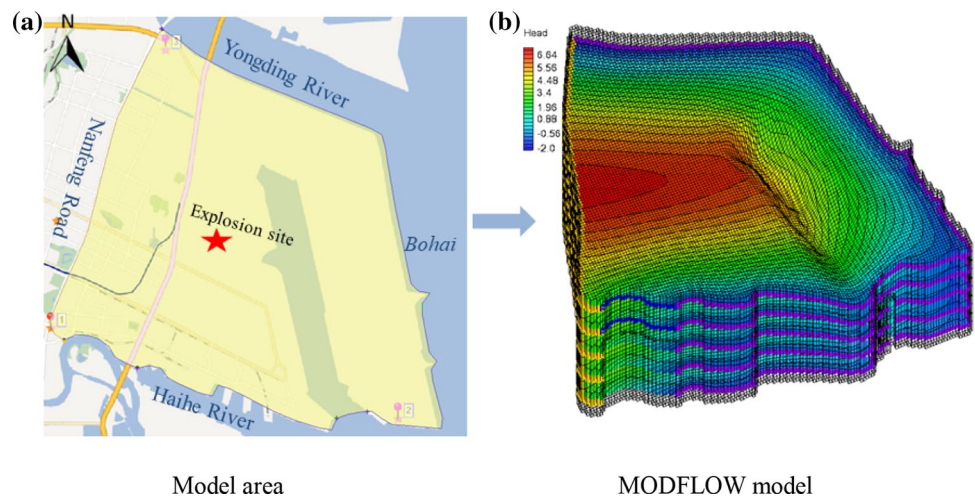 (a)
N
3
Yongding River
Nanfeng Road
Explosion site
Bohai
1
2
Haihe River
Model area
(b)
Head
6.64
5.56
4.48
3.4
1.96
0.88
-0.56
-2.0
MODFLOW model